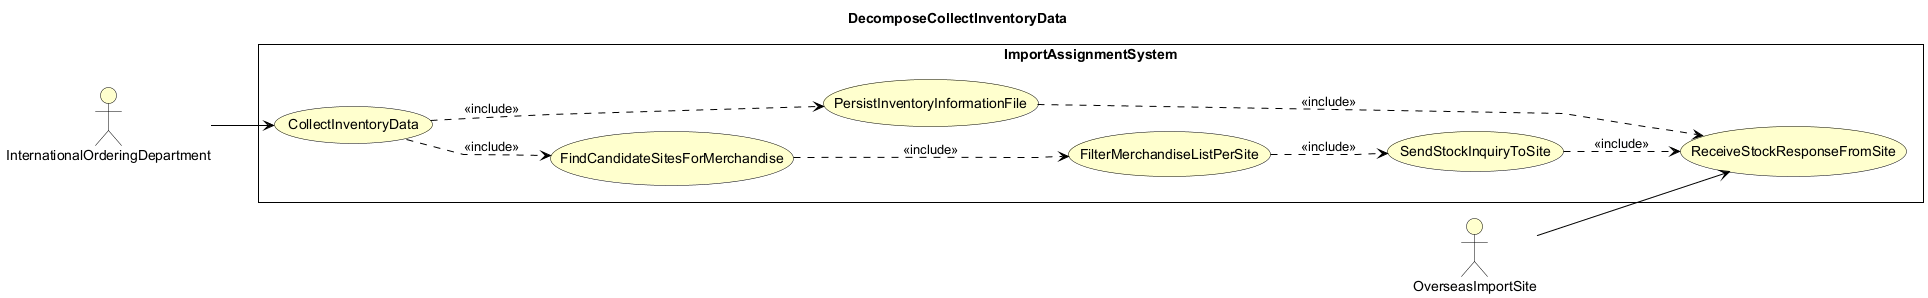 DecomposeCollectInventoryData
ImportAssignmentSystem
InternationalOrderingDepartment
CollectInventoryData
«include»
«include»
PersistInventoryInformationFile
FindCandidateSitesForMerchandise
«include»
«include»
FilterMerchandiseListPerSite
«include»
SendStockInquiryToSite
«include»
ReceiveStockResponseFromSite
OverseasImportSite